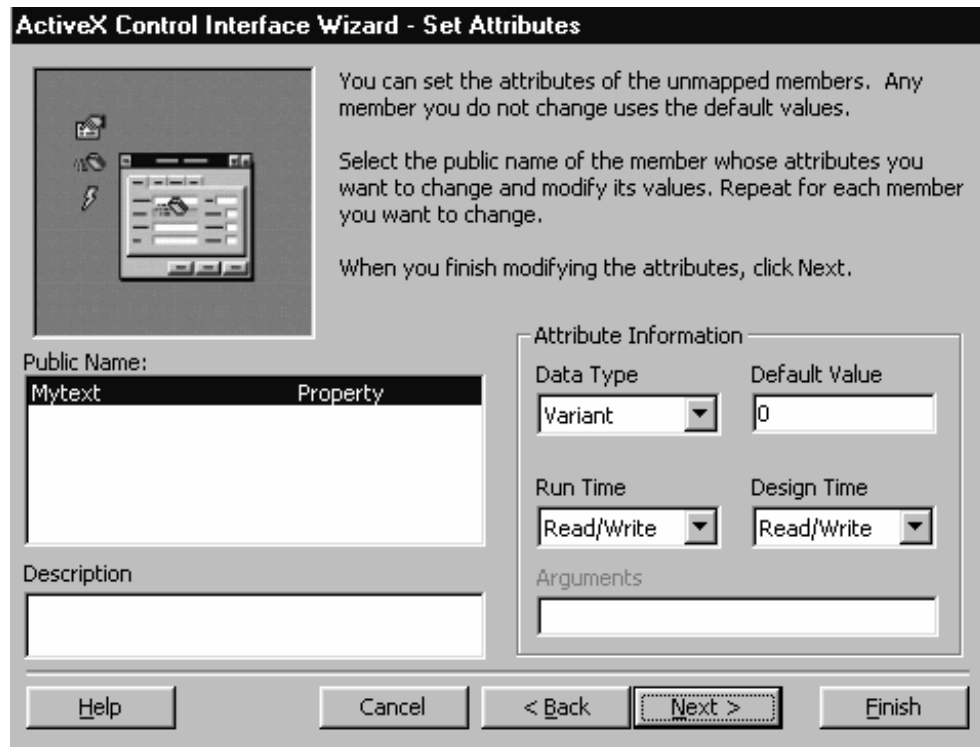 ActiveX Control Interface Wizard - Set Attributes
You can set the attributes of the unmapped members. Any
member you do not change uses the default values.
Select the public name of the member whose attributes you
want to change and modify its values. Repeat for each member
you want to change.
When you finish modifying the attributes, click Next.
Public Name:
Mytext Property
Description
Attribute Information
Data Type Default Value
Variant 0
Run Time Design Time
Read/Write Read/Write
Arguments
Help Cancel < Back Next > Finish